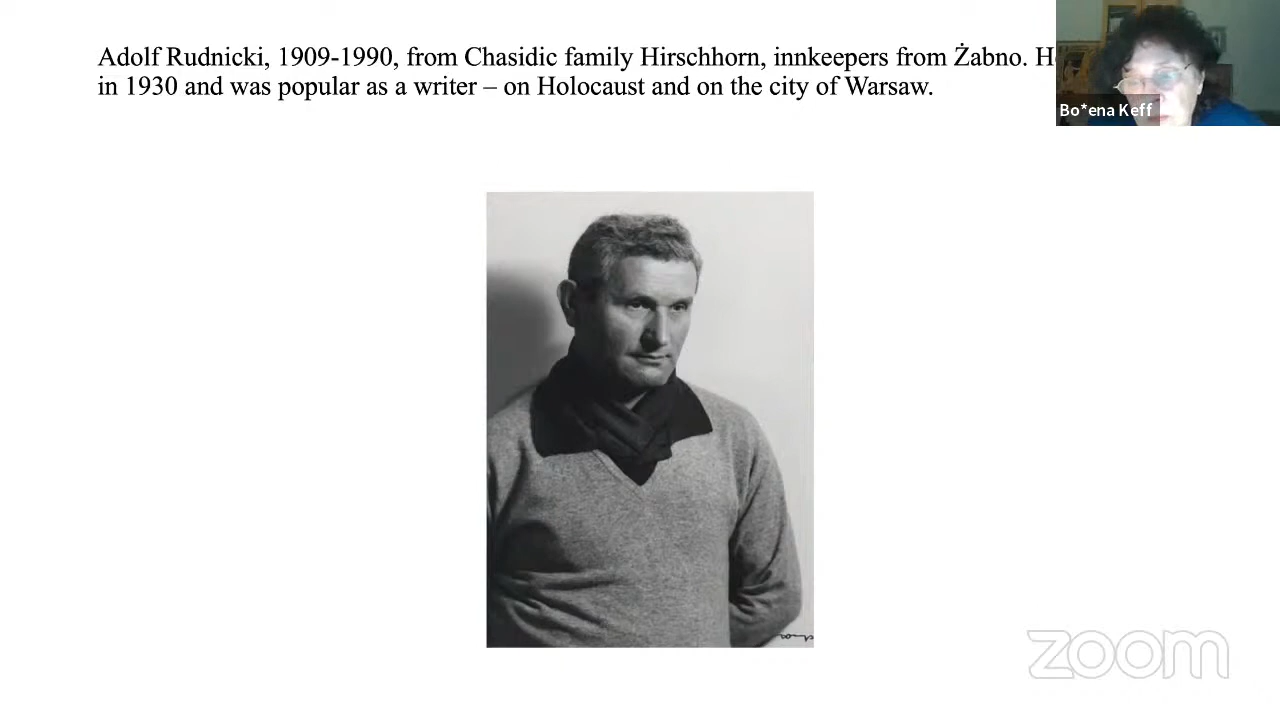 Adolf Rudnicki, 1909-1990, from Chasidic family Hirschhorn, innkeepers from Żabno.
in 1930 and was popular as a writer – on Holocaust and on the city of Warsaw.
Bo*ena Keff
zoom